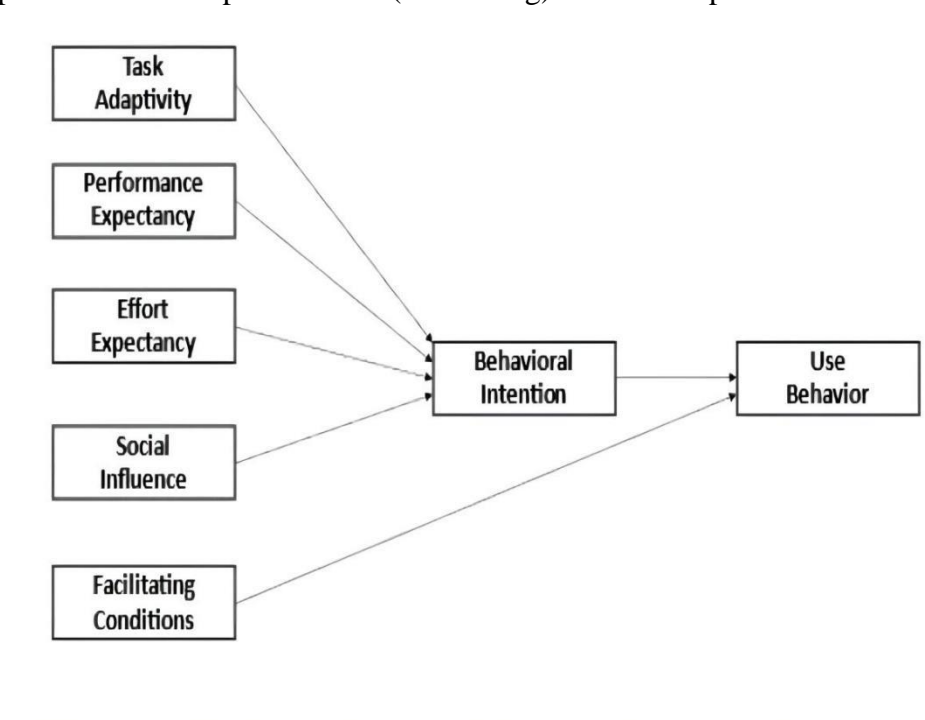 Task
Adaptivity
Performance
Expectancy
Effort
Expectancy
Social
Influence
Facilitating
Conditions
Behavioral
Intention
Use
Behavior